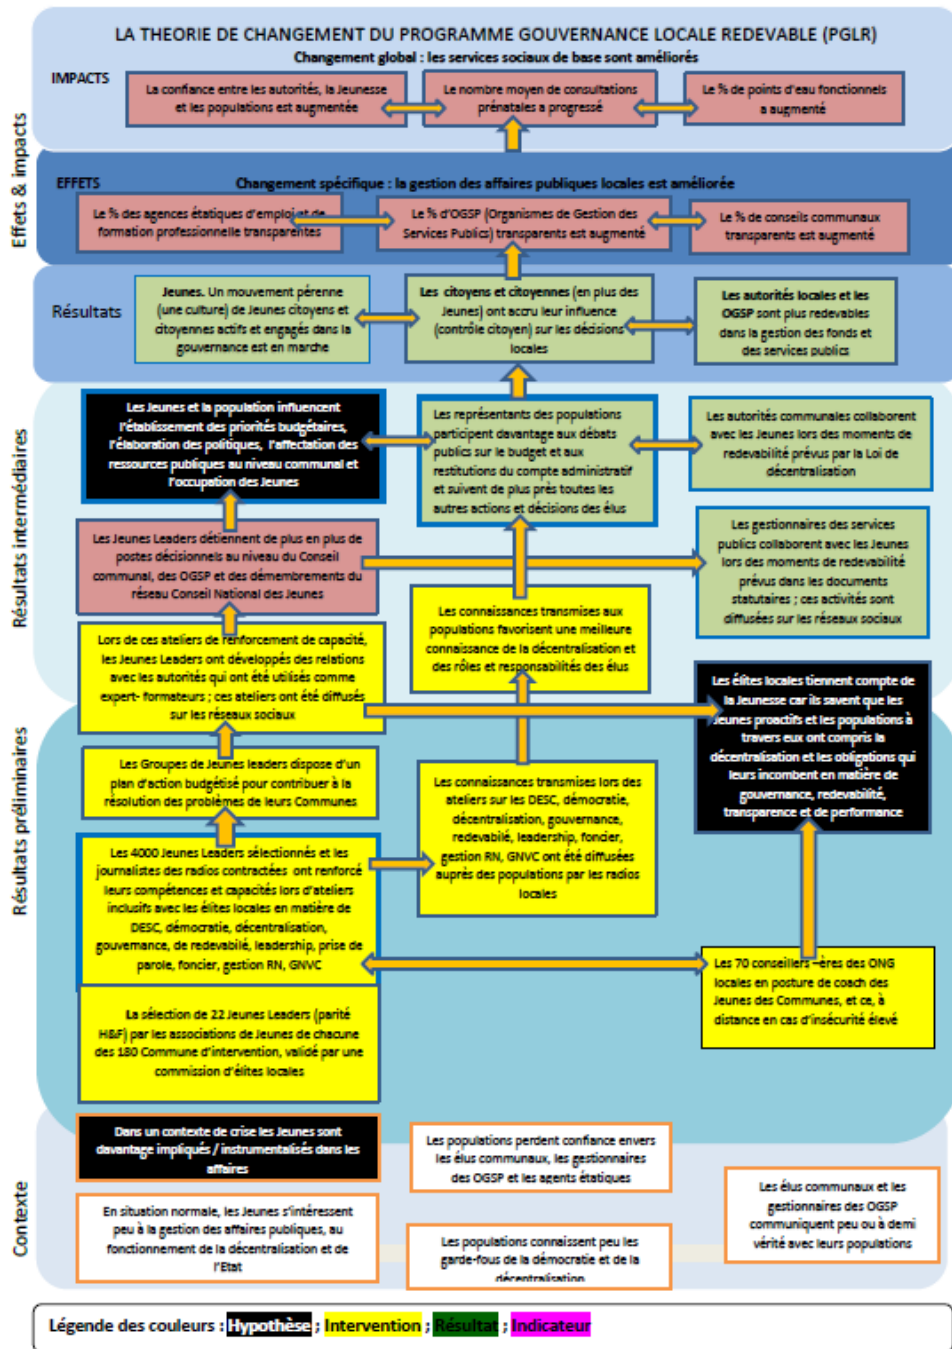 LA THEORIE DE CHANGEMENT DU PROGRAMME GOUVERNANCE LOCALE REDEVABLE (PGLR)
Changement global : les services sociaux de base sont améliorés
IMPACTS
La confiance entre les autorités, la Jeunesse
et les populations est augmentée
Le nombre moyen de consultations
prénatales a progressé
Le % de points d'eau fonctionnels
a augmenté
Effets & impacts
EFFETS
Changement spécifique : la gestion des affaires publiques locales est améliorée
Le % des agences étatiques d'emploi et de
formation professionnelle transparentes
Le % d'OGSP (Organismes de Gestion des
Services Publics) transparents est augmenté
Le % de conseils communaux
transparents est augmenté
Résultats
Jeunes. Un mouvement pérenne
(une culture) de Jeunes citoyens et
citoyennes actifs et engagés dans la
gouvernance est en marche
Les citoyens et citoyennes (en plus des
Jeunes) ont accru leur influence
(contrôle citoyen) sur les décisions
locales
Les autorités locales et les
OGSP sont plus redevables
dans la gestion des fonds et
des services publics
Résultats intermédiaires
Les Jeunes et la population influencent
l'établissement des priorités budgétaires,
l'élaboration des politiques, l'affectation des
ressources publiques au niveau communal et
l'occupation des Jeunes
Les représentants des populations
participent davantage aux débats
publics sur le budget et aux
restitutions du compte administratif
et suivent de plus près toutes les
autres actions et décisions des élus
Les autorités communales collaborent
avec les Jeunes lors des moments de
redevabilité prévus par la Loi de
décentralisation
Les Jeunes Leaders détiennent de plus en plus de
postes décisionnels au niveau du Conseil
communal, des OGSP et des démembrements du
réseau Conseil National des Jeunes
Les gestionnaires des services
publics collaborent avec les Jeunes
lors des moments de redevabilité
prévus dans les documents
statutaires ; ces activités sont
diffusées sur les réseaux sociaux
Lors de ces ateliers de renforcement de capacité,
les Jeunes Leaders ont développés des relations
avec les autorités qui ont été utilisés comme
expert- formateurs ; ces ateliers ont été diffusés
sur les réseaux sociaux
Les connaissances transmises aux
populations favorisent une meilleure
connaissance de la décentralisation et
des rôles et responsabilités des élus
Les élites locales tiennent compte de
la Jeunesse car ils savent que les
Jeunes proactifs et les populations à
travers eux ont compris la
décentralisation et les obligations qui
leurs incombent en matière de
gouvernance, redevabilité,
transparence et de performance
Résultats préliminaires
Les Groupes de Jeunes leaders dispose d'un
plan d'action budgétisé pour contribuer à la
résolution des problèmes de leurs Communes
Les connaissances transmises lors des
ateliers sur les DESC, démocratie,
décentralisation, gouvernance,
redevabilé, leadership, foncier,
gestion RN, GNVC ont été diffusées
auprès des populations par les radios
locales
Les 4000 Jeunes Leaders sélectionnés et les
journalistes des radios contractées ont renforcé
leurs compétences et capacités lors d'ateliers
inclusifs avec les élites locales en matière de
DESC, démocratie, décentralisation,
gouvernance, de redevabilé, leadership, prise de
parole, foncier, gestion RN, GNVC
Les 70 conseillers –ères des ONG
locales en posture de coach des
Jeunes des Communes, et ce, à
distance en cas d'insécurité élevé
La sélection de 22 Jeunes Leaders (parité
H&F) par les associations de Jeunes de chacune
des 180 Commune d'intervention, validé par une
commission d'élites locales
Contexte
Dans un contexte de crise les Jeunes sont
davantage impliqués / instrumentalisés dans les
affaires
Les populations perdent confiance envers
les élus communaux, les gestionnaires
des OGSP et les agents étatiques
Les élus communaux et les
gestionnaires des OGSP
communiquent peu ou à demi
vérité avec leurs populations
En situation normale, les Jeunes s'intéressent
peu à la gestion des affaires publiques, au
fonctionnement de la décentralisation et de
l'Etat
Les populations connaissent peu les
garde-fous de la démocratie et de la
décentralisation
Légende des couleurs : Hypothèse ; Intervention ; Résultat ; Indicateur